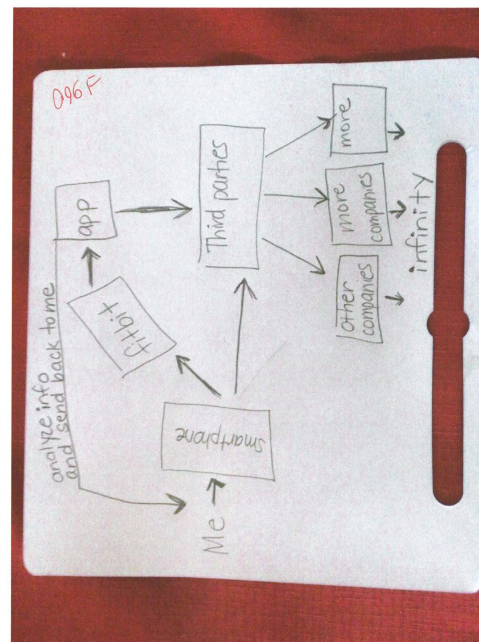 096F
analyze info
and send back to me
app
fitbit
Me
smartphone
Third parties
other
companies
more
companies
more
infinity